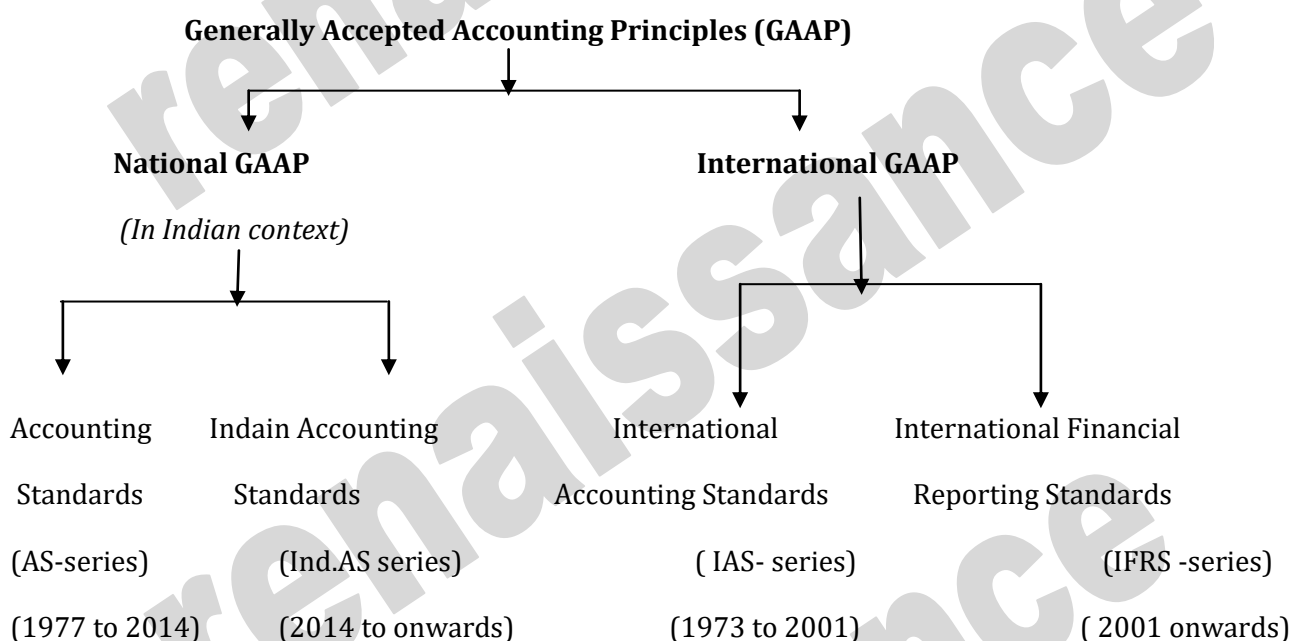 Generally Accepted Accounting Principles (GAAP)
National GAAP
International GAAP
(In Indian context)
Accounting
Standards
(AS-series)
(1977 to 2014)
Indain Accounting
Standards
(Ind.AS series)
(2014 to onwards)
International
Accounting Standards
( IAS- series)
(1973 to 2001)
International Financial
Reporting Standards
(IFRS -series)
( 2001 onwards)
renaissance